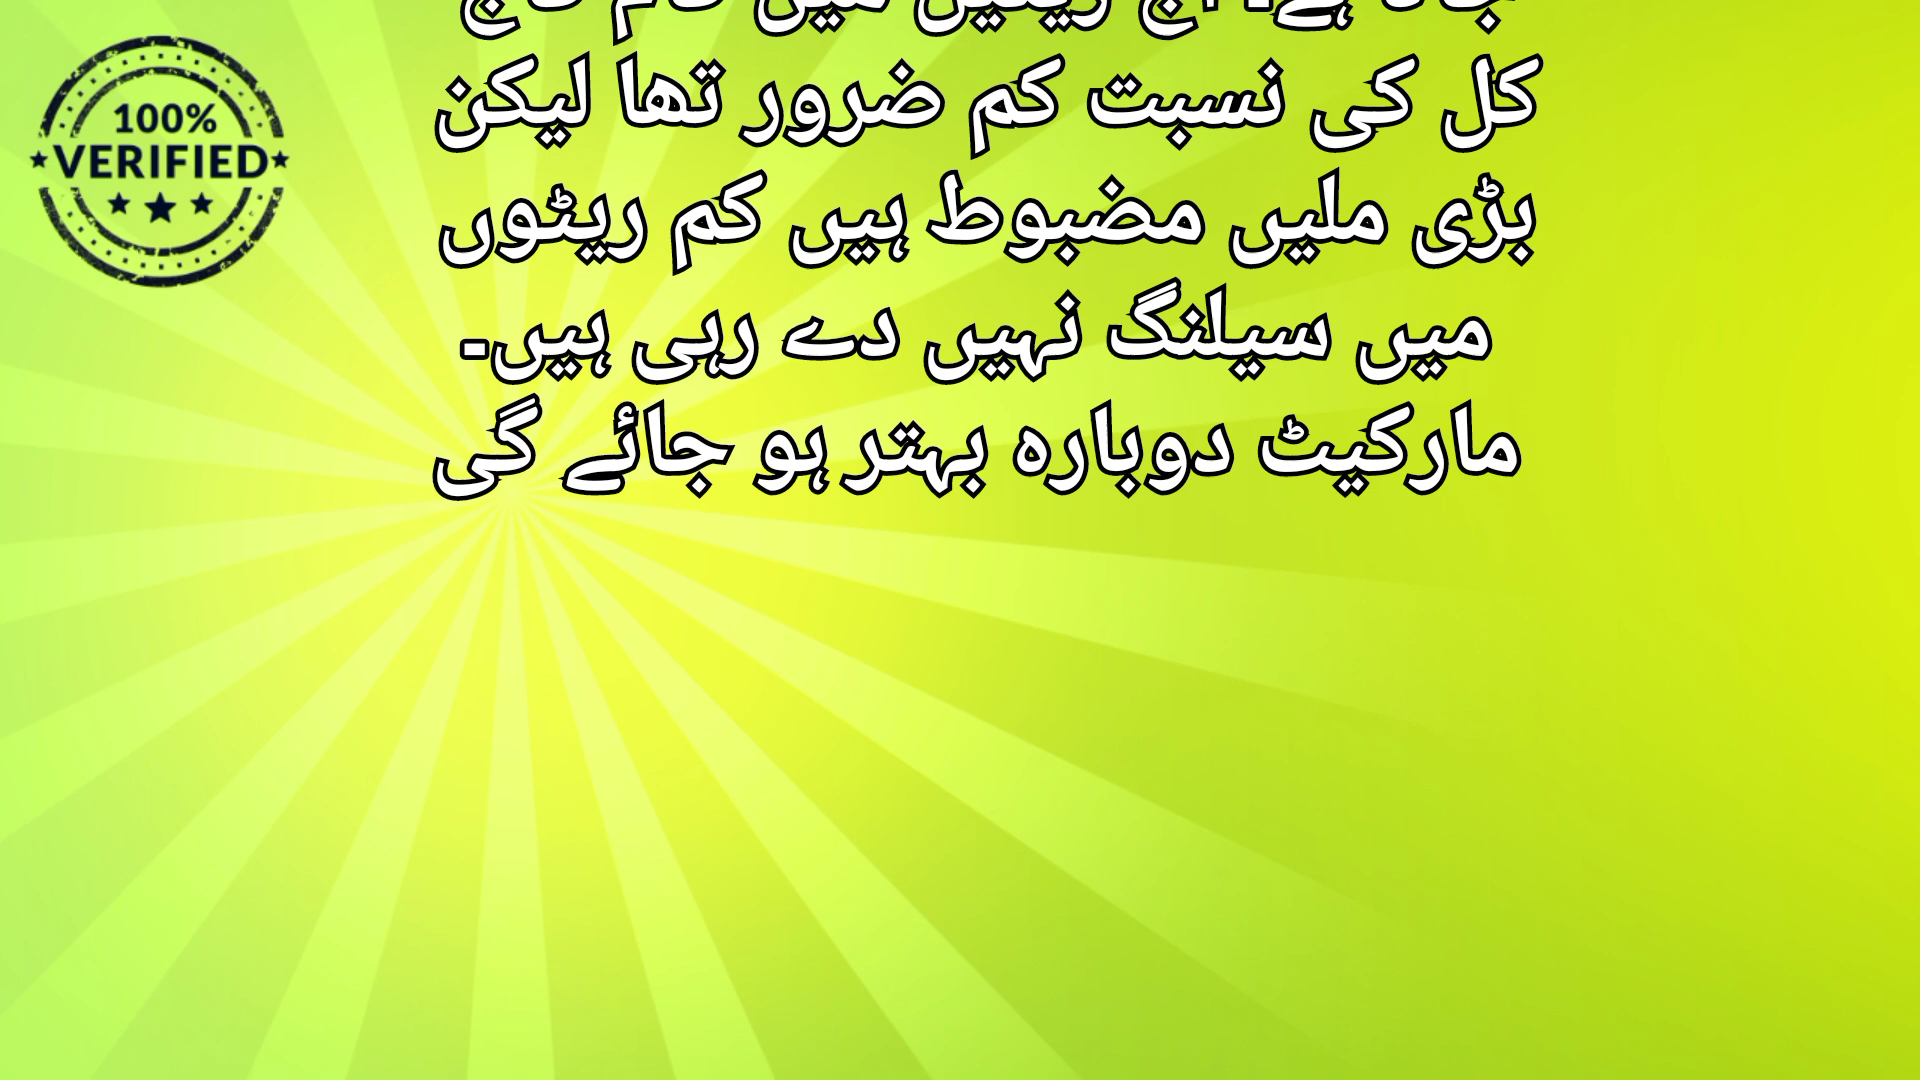 100%
VERIFIED
کل کی نسبت کم ضرور تھا لیکن
بڑی ملیں مضبوط ہیں کم ریٹوں
میں سیلنگ نہیں دے رہی ہیں۔
مارکیٹ دوبارہ بہتر ہو جائے گی